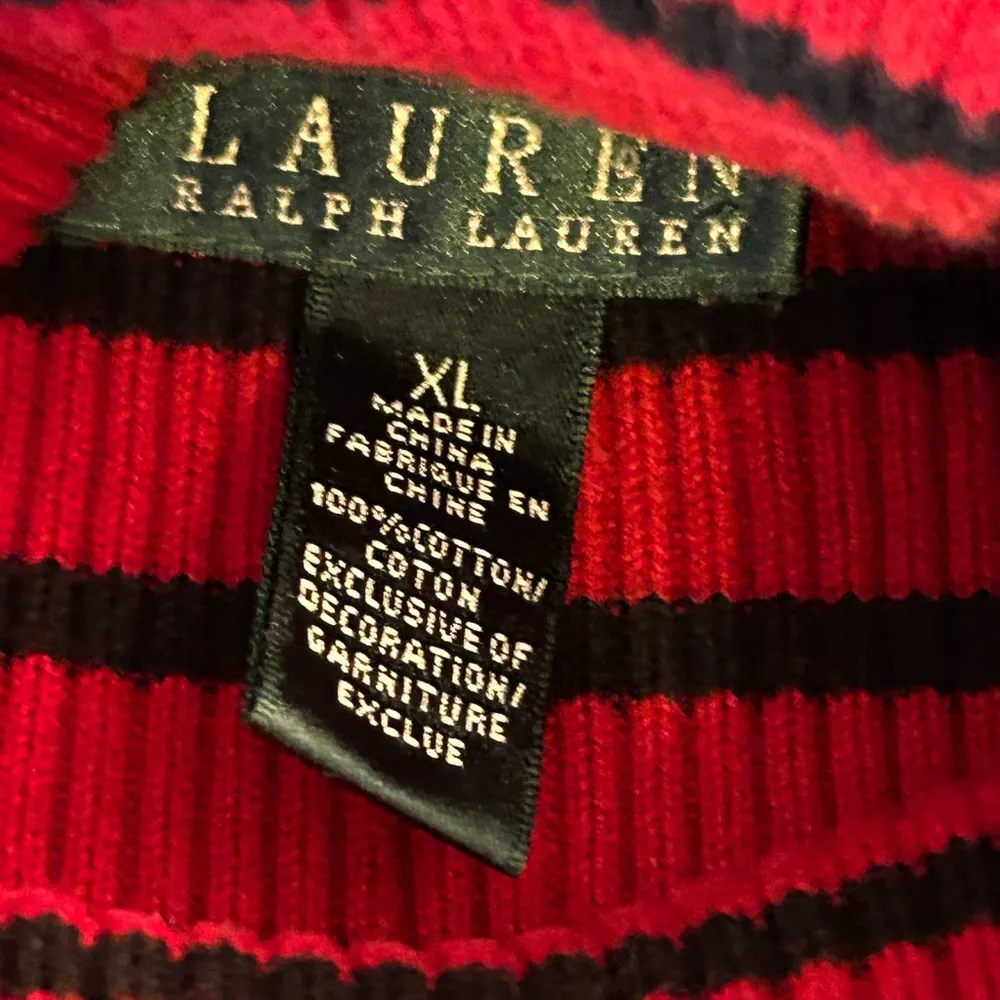 LAUREN
RALPH LAUREN
XL
MADE IN
CHINA
FABRIQUE EN
CHINE
100% COTTON/
COTON
EXCLUSIVE OF
DECORATION/
GARNITURE
EXCLUE